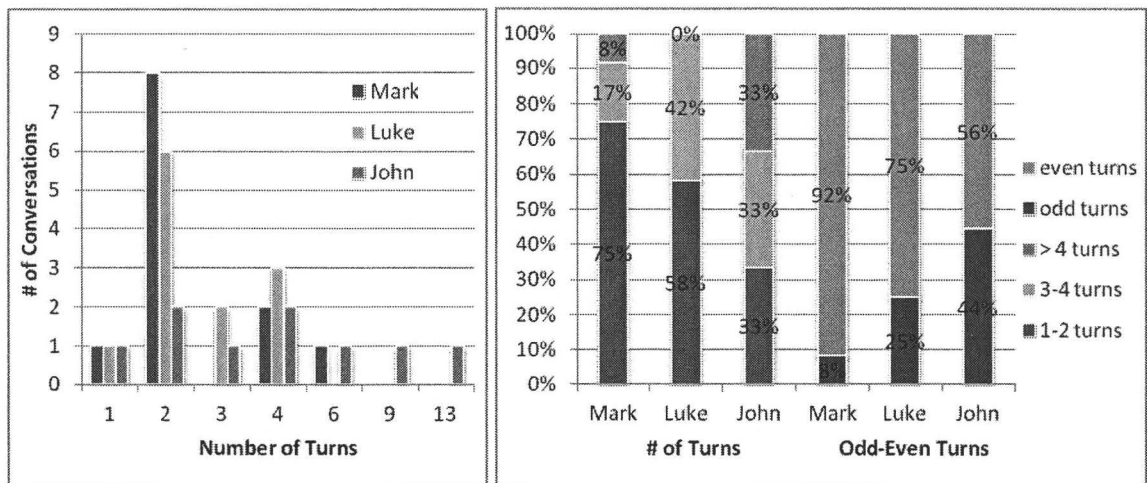 9
8
7
6
5
4
3
2
1
0
# of Conversations
Mark
Luke
John
1 2 3 4 6 9 13
Number of Turns
100%
90%
80%
70%
60%
50%
40%
30%
20%
10%
0%
8% 0% 33% 92% 75% 56%
17% 42% 33%
75% 58% 33% 8% 25% 44%
even turns
odd turns
> 4 turns
3-4 turns
1-2 turns
Mark Luke John Mark Luke John
# of Turns Odd-Even Turns